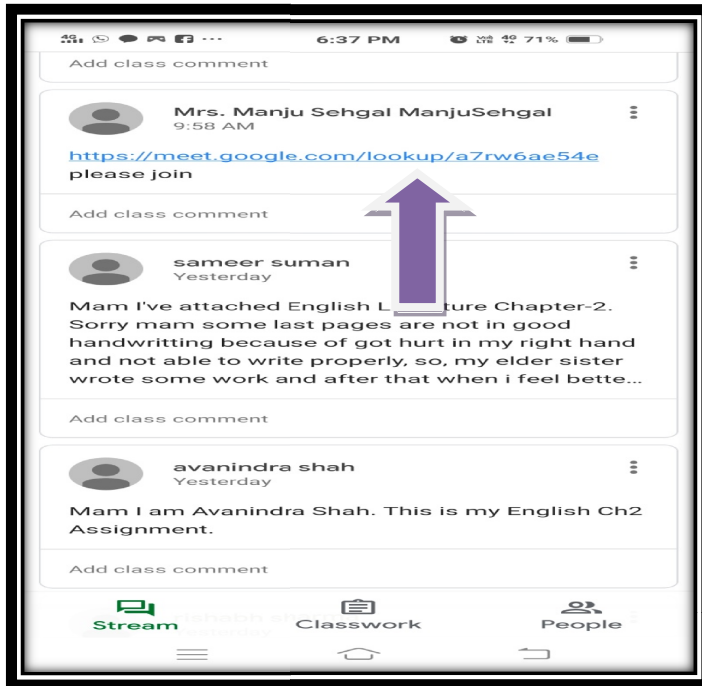 4G ... 6:37 PM VoD LTE 4G 71%
Add class comment
Mrs. Manju Sehgal ManjuSehgal
9:58 AM
https://meet.google.com/lookup/a7rw6ae54e
please join
Add class comment
sameer suman
Yesterday
Mam I've attached English L ture Chapter-2.
Sorry mam some last pages are not in good
handwritting because of got hurt in my right hand
and not able to write properly, so, my elder sister
wrote some work and after that when i feel bette...
Add class comment
avanindra shah
Yesterday
Mam I am Avanindra Shah. This is my English Ch2
Assignment.
Add class comment
Stream Classwork People